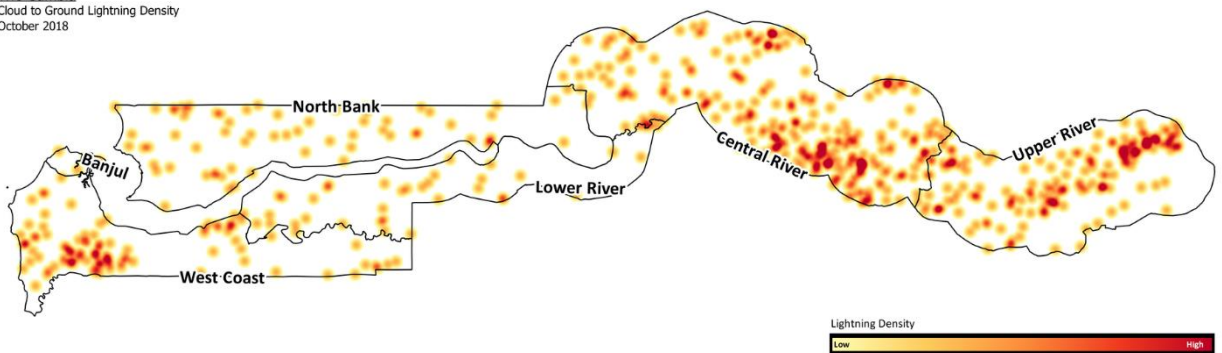 Cloud to Ground Lightning Density
October 2018
North Bank
Banjul
Central River
Upper River
Lower River
West Coast
Lightning Density
Low
High